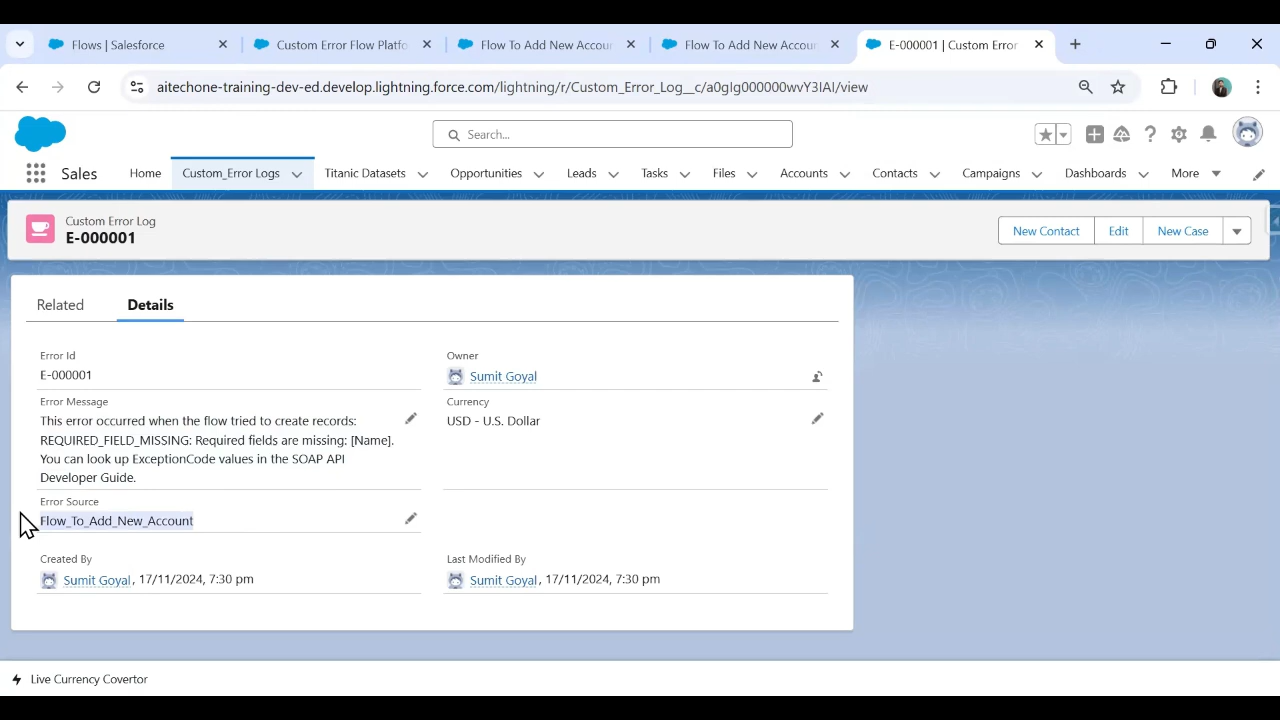 Flows | Salesforce
Custom Error Flow Platfo
Flow To Add New Accour
Flow To Add New Accour
E-000001 | Custom Error
aitechone-training-dev-ed.develop.lightning.force.com/lightning/r/Custom_Error_Log__c/a0gIg000000wvY3IAI/view
Search...
Sales
Home
Custom_Error Logs
Titanic Datasets
Opportunities
Leads
Tasks
Files
Accounts
Contacts
Campaigns
Dashboards
More
Custom Error Log
E-000001
New Contact
Edit
New Case
Related
Details
Error Id
E-000001
Owner
Sumit Goyal
Error Message
This error occurred when the flow tried to create records:
REQUIRED_FIELD_MISSING: Required fields are missing: [Name].
You can look up ExceptionCode values in the SOAP API
Developer Guide.
Currency
USD - U.S. Dollar
Error Source
Flow_To_Add_New_Account
Created By
Sumit Goyal, 17/11/2024, 7:30 pm
Last Modified By
Sumit Goyal, 17/11/2024, 7:30 pm
Live Currency Covertor